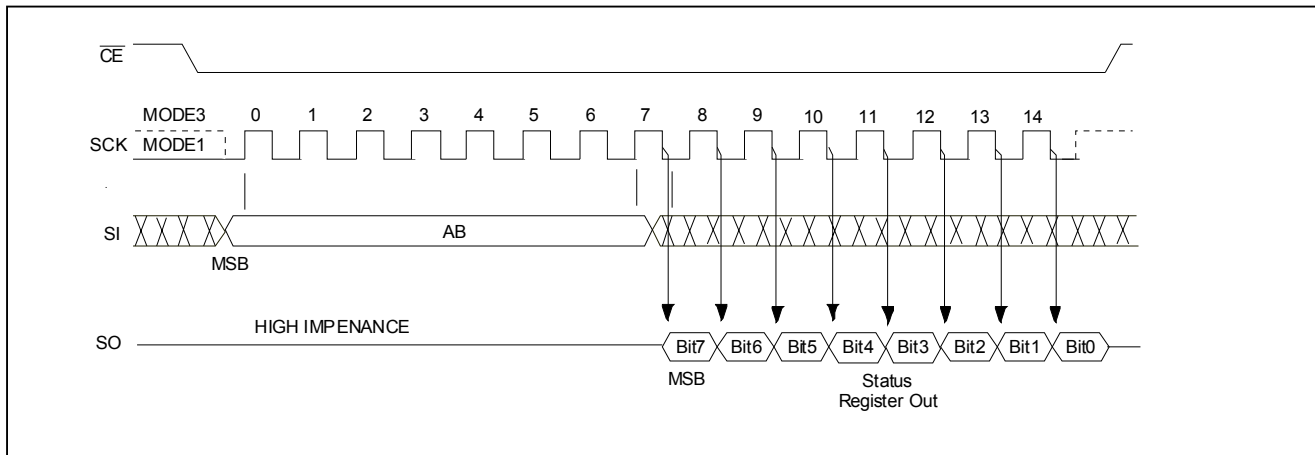 CE
MODE3 0 1 2 3 4 5 6 7 8 9 10 11 12 13 14
SCK MODE1
SI AB
MSB
HIGH IMPENANCE
SO Bit7 Bit6 Bit5 Bit4 Bit3 Bit2 Bit1 Bit0
MSB Status
Register Out